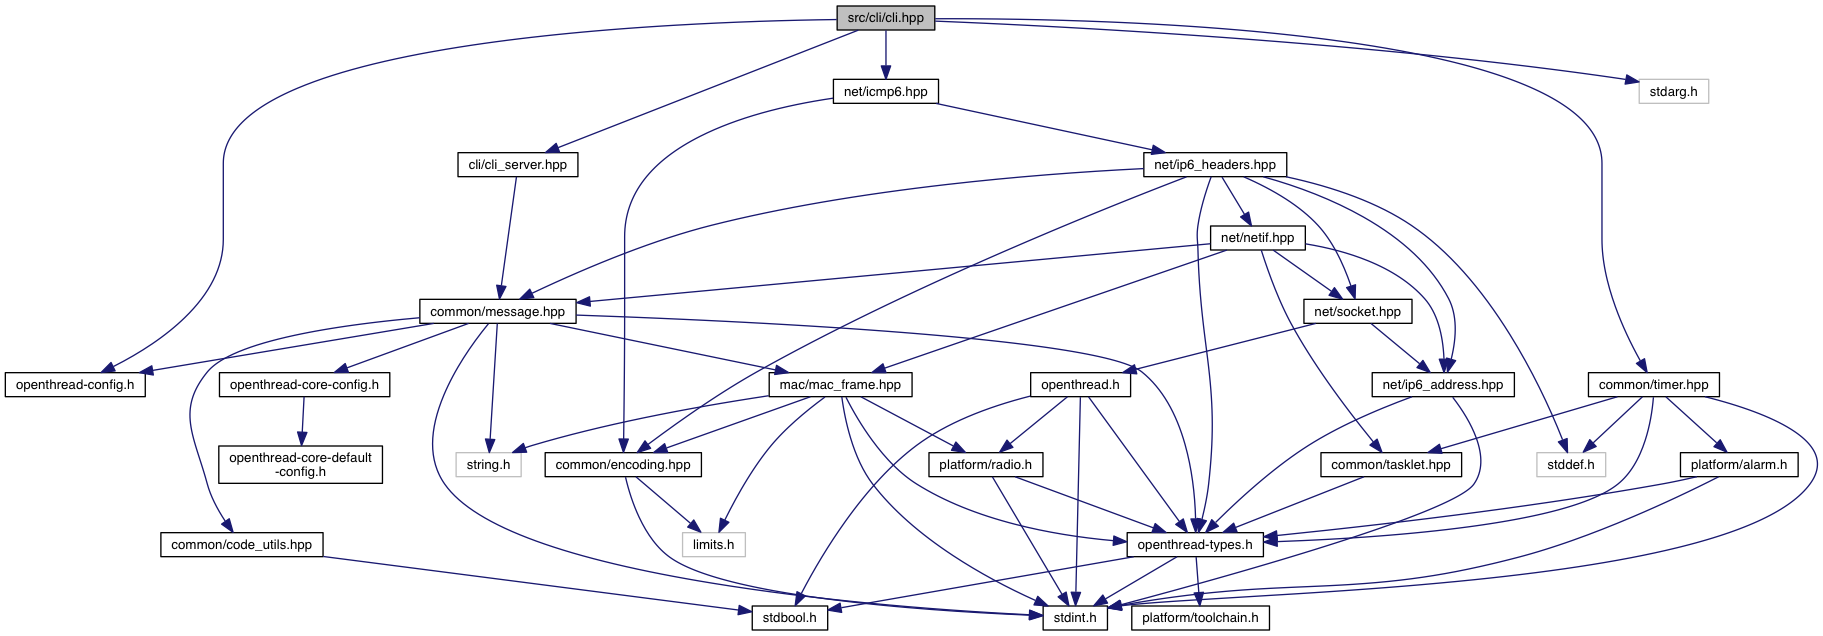 src/cli/cli.hpp
net/icmp6.hpp
stdarg.h
cli/cli_server.hpp
net/ip6_headers.hpp
net/netif.hpp
common/message.hpp
net/socket.hpp
openthread-config.h
openthread-core-config.h
mac/mac_frame.hpp
openthread.h
net/ip6_address.hpp
common/timer.hpp
openthread-core-default
-config.h
string.h
common/encoding.hpp
platform/radio.h
common/tasklet.hpp
stddef.h
platform/alarm.h
common/code_utils.hpp
limits.h
openthread-types.h
stdbool.h
stdint.h
platform/toolchain.h